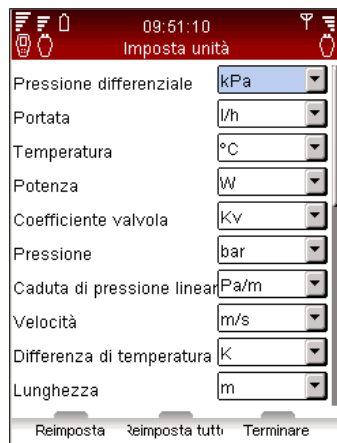 09:51:10
Imposta unità
Pressione differenziale kPa
Portata l/h
Temperatura °C
Potenza W
Coefficiente valvola Kv
Pressione bar
Caduta di pressione linear Pa/m
Velocità m/s
Differenza di temperatura K
Lunghezza m
Reimposta Reimposta tutti Terminare